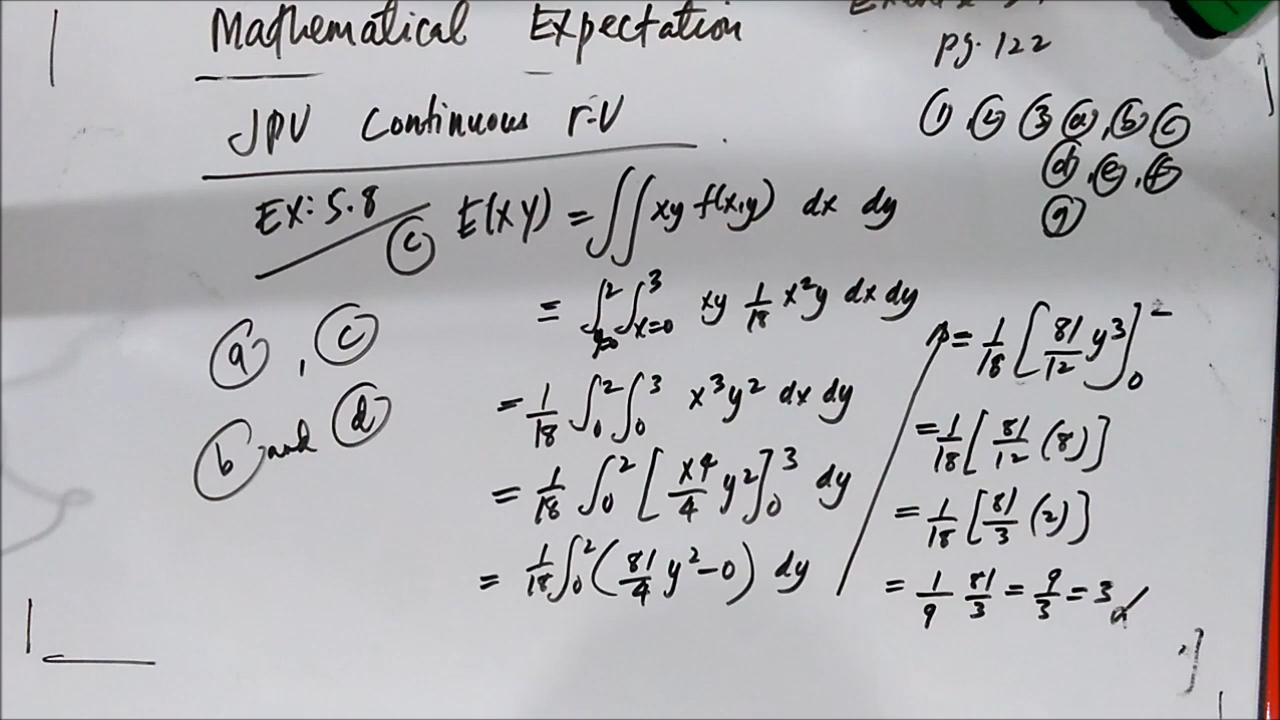 Mathematical Expectation
pg. 122
JPV Continuous r.V
① ② ③ ⓐ, ⓑ ⓒ
ⓓ, ⓔ, ⓕ
ⓖ
EX: 5.8
ⓒ E(XY) = ∫∫ xy f(x,y) dx dy
= ∫_{y=0}^{2} ∫_{x=0}^{3} xy 1/18 x²y dx dy
= 1/18 ∫_0^2 ∫_0^3 x³y² dx dy
= 1/18 ∫_0^2 [x⁴/4 y²]_0^3 dy
= 1/18 ∫_0^2 (81/4 y² - 0) dy
ⓐ, ⓒ
ⓑ and ⓓ
= 1/18 [81/12 y³]_0^2
= 1/18 [81/12 (8)]
= 1/18 [81/3 (2)]
= 1/9 81/3 = 9/3 = 3